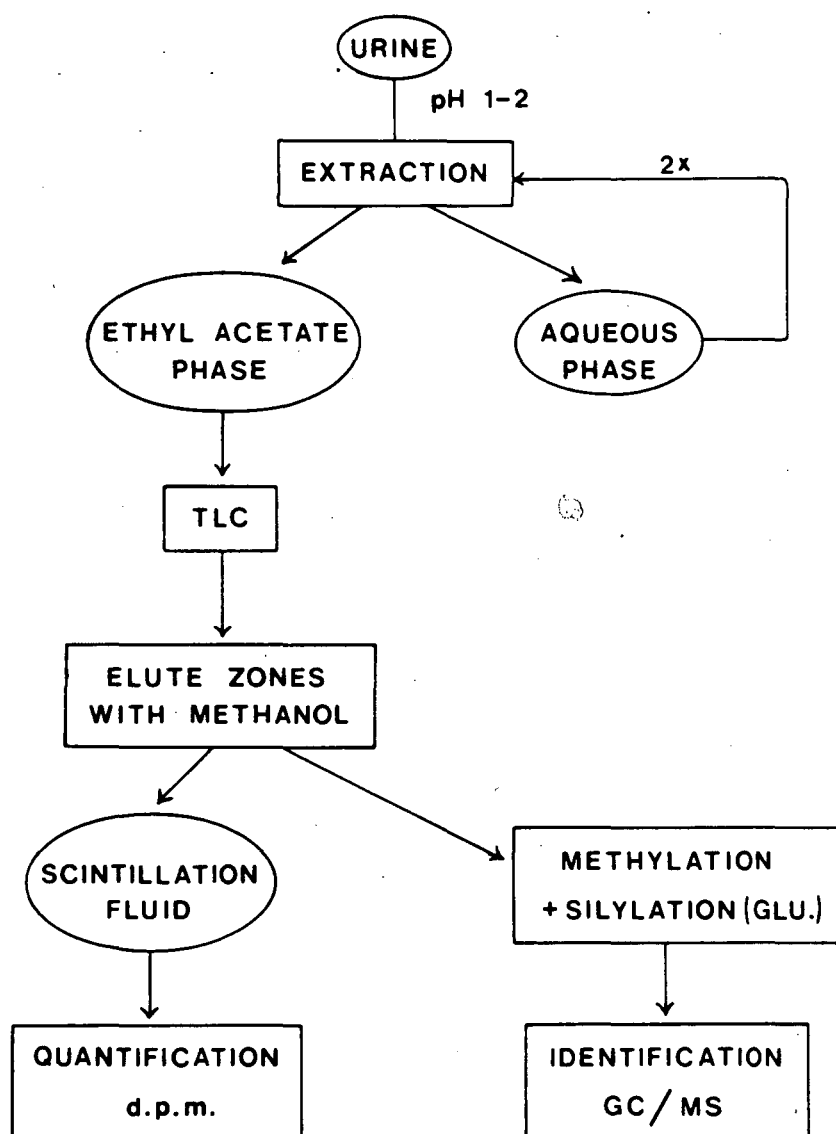 URINE
pH 1-2
EXTRACTION
2x
ETHYL ACETATE
PHASE
AQUEOUS
PHASE
TLC
ELUTE ZONES
WITH METHANOL
SCINTILLATION
FLUID
METHYLATION
+ SILYLATION (GLU.)
QUANTIFICATION
d.p.m.
IDENTIFICATION
GC/MS